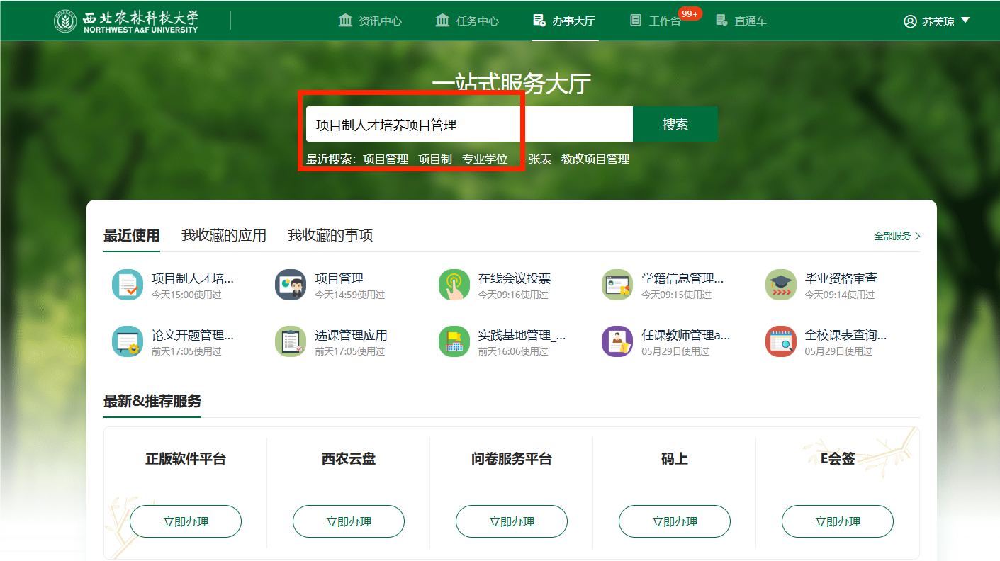 西北农林科技大学
NORTHWEST A&F UNIVERSITY
资讯中心 任务中心 办事大厅 工作台 99+ 直通车 苏美琼
一站式服务大厅
项目制人才培养项目管理 搜索
最近搜索: 项目管理 项目制 专业学位 一张表 教改项目管理
最近使用 我收藏的应用 我收藏的事项 全部服务
项目制人才培... 项目管理 在线会议投票 学籍信息管理... 毕业资格审查
今天15:00使用过 今天14:59使用过 今天09:16使用过 今天09:15使用过 今天09:14使用过
论文开题管理... 选课管理应用 实践基地管理_... 任课教师管理a... 全校课表查询...
前天17:05使用过 前天17:05使用过 前天16:06使用过 05月29日使用过 05月29日使用过
最新&推荐服务
正版软件平台 西农云盘 问卷服务平台 码上 E会签
立即办理 立即办理 立即办理 立即办理 立即办理